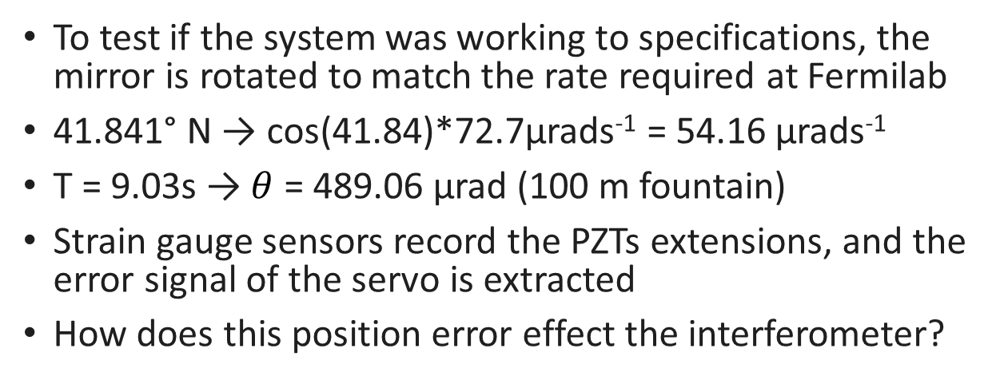 • To test if the system was working to specifications, the
mirror is rotated to match the rate required at Fermilab
• 41.841° N → cos(41.84)*72.7μrads⁻¹ = 54.16 μrads⁻¹
• T = 9.03s → θ = 489.06 μrad (100 m fountain)
• Strain gauge sensors record the PZTs extensions, and the
error signal of the servo is extracted
• How does this position error effect the interferometer?